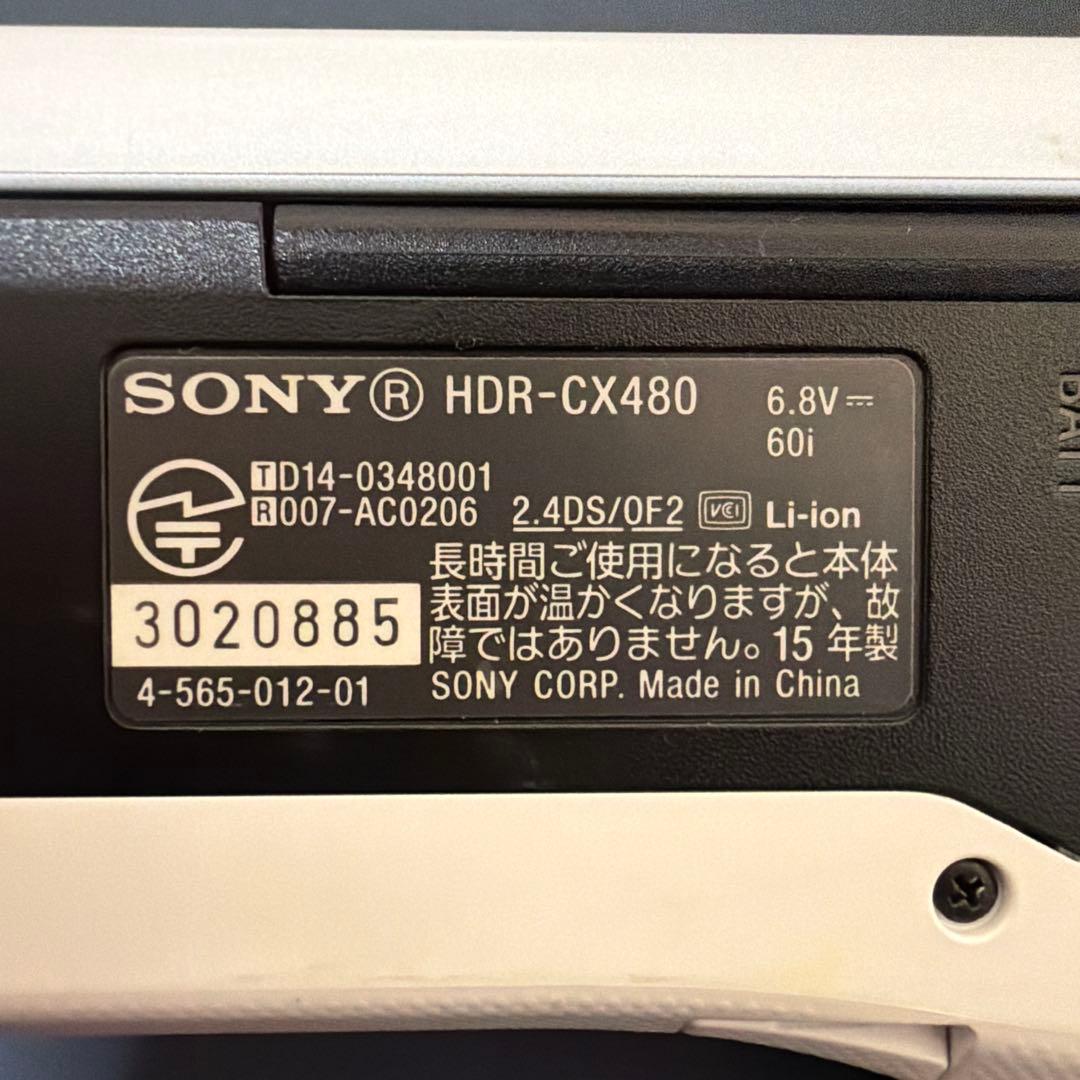 SONY® HDR-CX480 6.8V⎓
60i
T D14-0348001
R 007-AC0206 2.4DS/OF2 VCI Li-ion
長時間ご使用になると本体
表面が温かくなりますが、故
障ではありません。15 年製
3020885
4-565-012-01 SONY CORP. Made in China